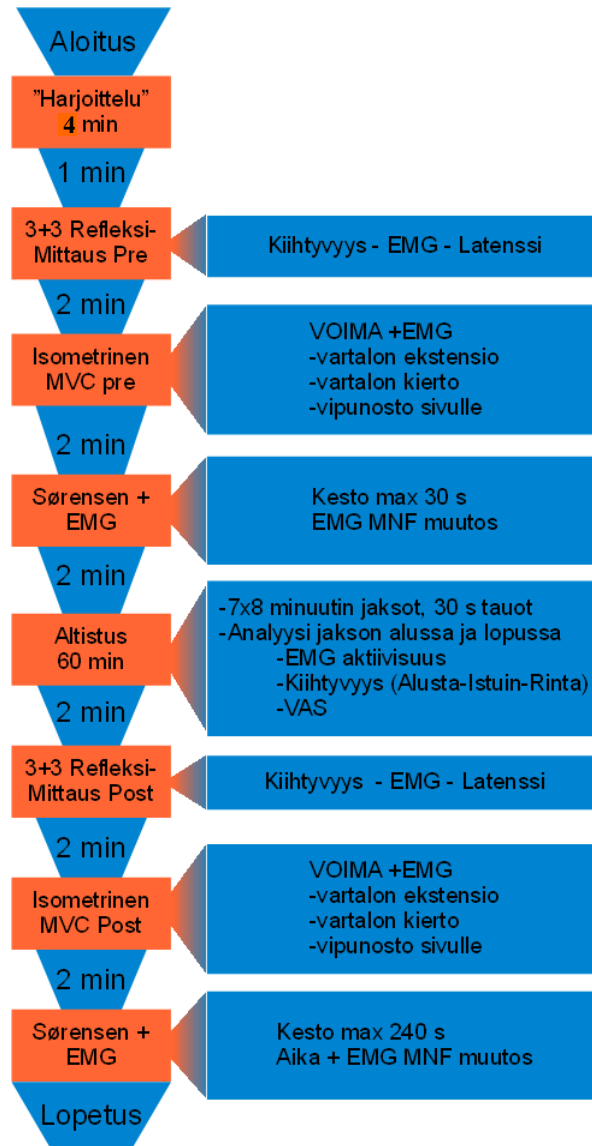 Aloitus
"Harjoittelu"
4 min
1 min
3+3 Refleksi-
Mittaus Pre
Kiihtyvyys - EMG - Latenssi
2 min
Isometrinen
MVC pre
VOIMA +EMG
-vartalon ekstensio
-vartalon kierto
-vipunosto sivulle
2 min
Sørensen +
EMG
Kesto max 30 s
EMG MNF muutos
2 min
Altistus
60 min
-7x8 minuutin jaksot, 30 s tauot
-Analyysi jakson alussa ja lopussa
-EMG aktiivisuus
-Kiihtyvyys (Alusta-Istuin-Rinta)
-VAS
2 min
3+3 Refleksi-
Mittaus Post
Kiihtyvyys - EMG - Latenssi
2 min
Isometrinen
MVC Post
VOIMA +EMG
-vartalon ekstensio
-vartalon kierto
-vipunosto sivulle
2 min
Sørensen +
EMG
Kesto max 240 s
Aika + EMG MNF muutos
Lopetus